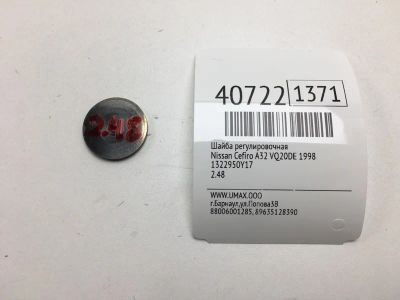 2.48
40722 1371
Шайба регулировочная
Nissan Cefiro A32 VQ20DE 1998
1322950Y17
2.48
WWW.UMAX.OOO
г.Барнаул,ул.Попова3В
88006001285, 89635128390